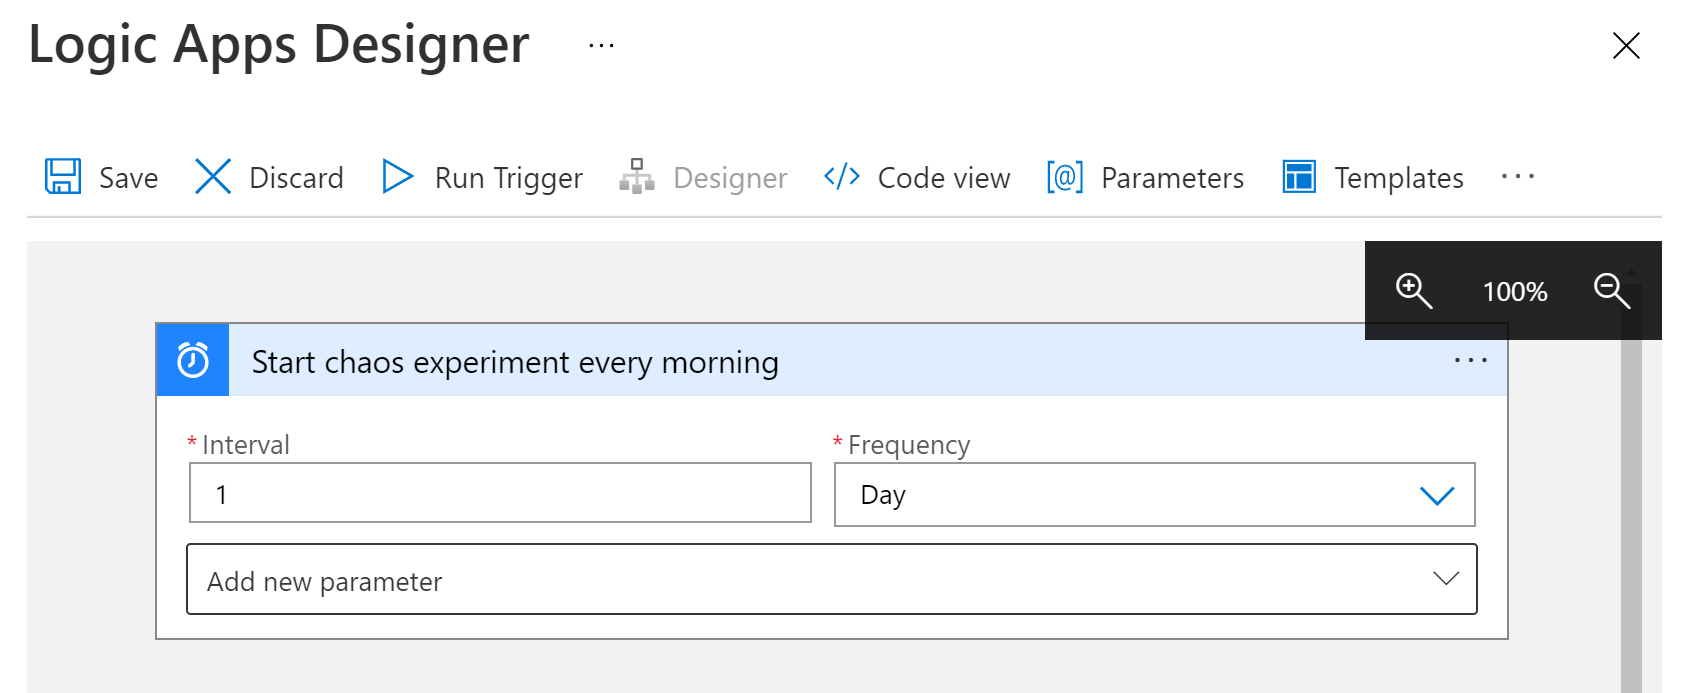 Logic Apps Designer ...
Save Discard Run Trigger Designer </> Code view [@] Parameters Templates ...
100%
Start chaos experiment every morning ...
* Interval * Frequency
1 Day
Add new parameter